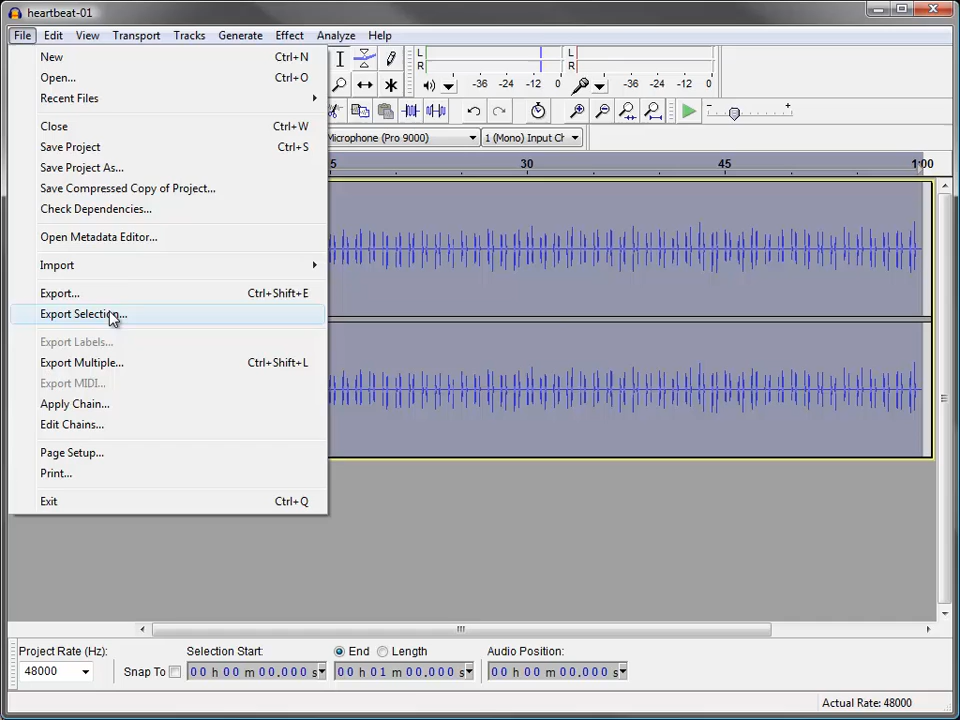 heartbeat-01
File Edit View Transport Tracks Generate Effect Analyze Help
New Ctrl+N
Open... Ctrl+O
Recent Files
Close Ctrl+W
Save Project Ctrl+S
Save Project As...
Save Compressed Copy of Project...
Check Dependencies...
Open Metadata Editor...
Import
Export... Ctrl+Shift+E
Export Selection...
Export Labels...
Export Multiple... Ctrl+Shift+L
Export MIDI...
Apply Chain...
Edit Chains...
Page Setup...
Print...
Exit Ctrl+Q
L
R
L
R
-36 -24 -12 0
-36 -24 -12 0
Microphone (Pro 9000) 1 (Mono) Input Ch
5 30 45 1:00
Project Rate (Hz):
48000
Snap To
Selection Start:
00 h 00 m 00.000 s
End Length
00 h 01 m 00.000 s
Audio Position:
00 h 00 m 00.000 s
Actual Rate: 48000